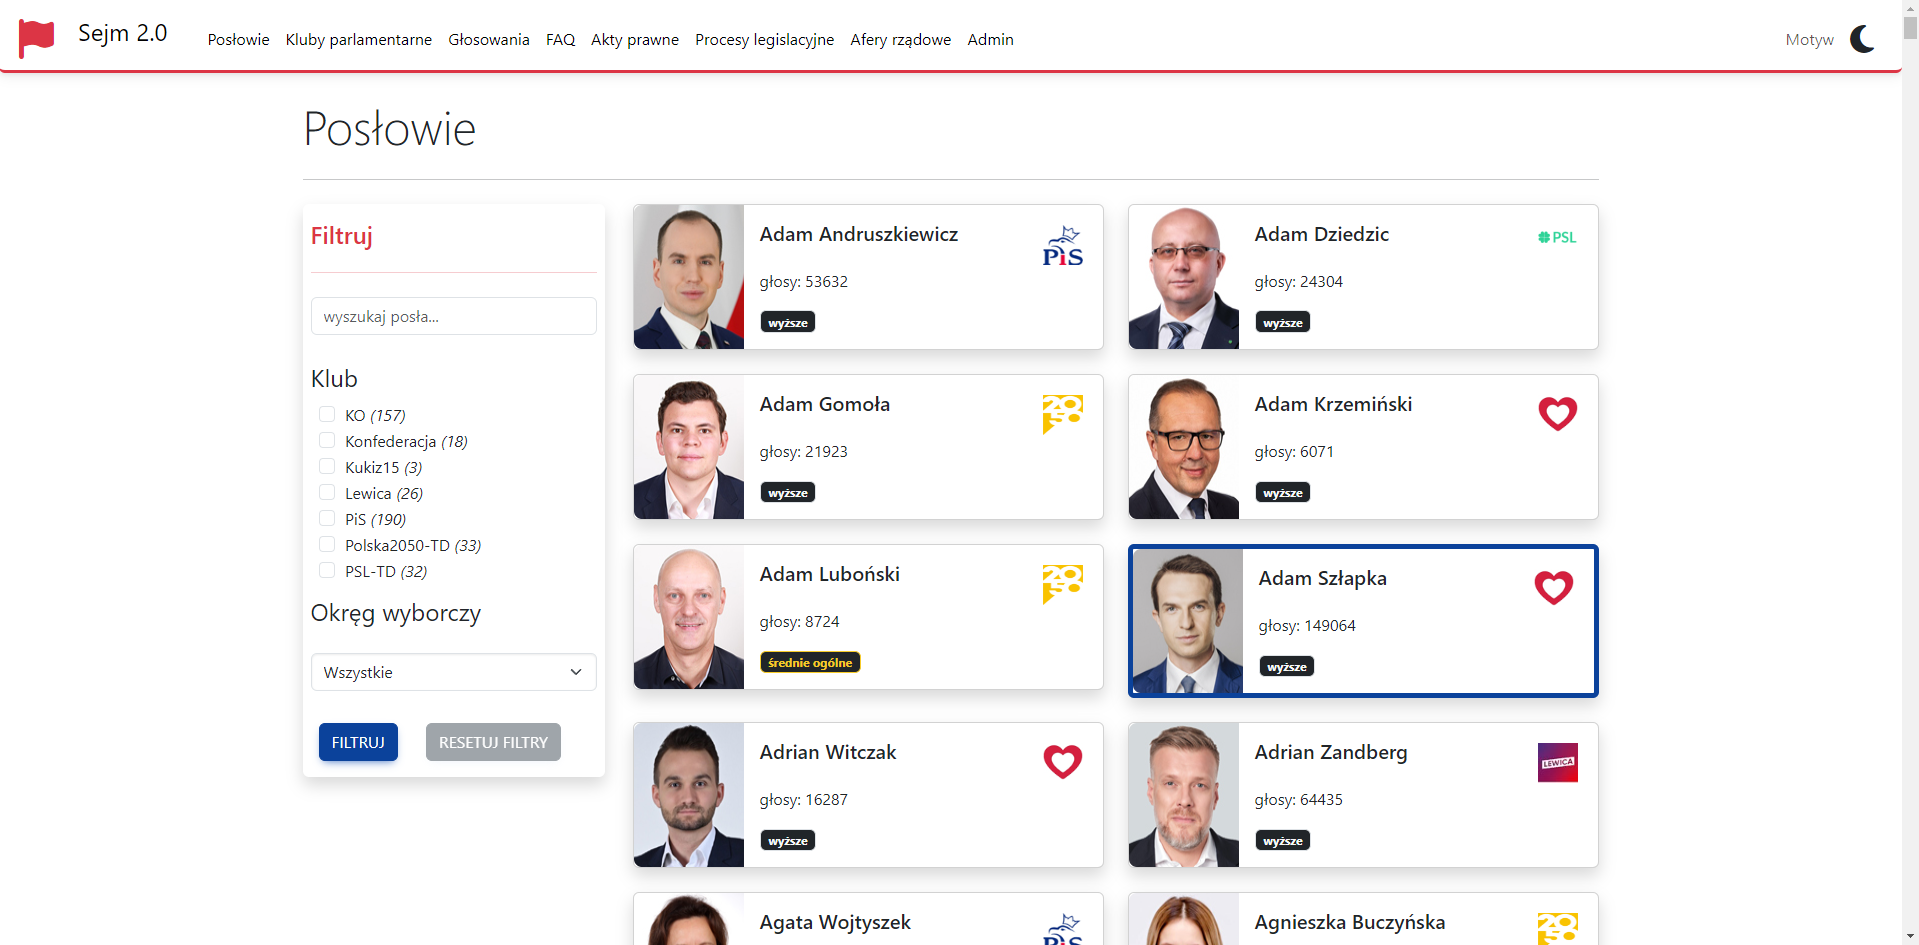 Sejm 2.0
Posłowie Kluby parlamentarne Głosowania FAQ Akty prawne Procesy legislacyjne Afery rządowe Admin
Motyw
Posłowie
Filtruj
wyszukaj posła...
Klub
KO (157)
Konfederacja (18)
Kukiz15 (3)
Lewica (26)
PiS (190)
Polska2050-TD (33)
PSL-TD (32)
Okręg wyborczy
Wszystkie
FILTRUJ
RESETUJ FILTRY
Adam Andruszkiewicz
PiS
głosy: 53632
wyższe
Adam Dziedzic
PSL
głosy: 24304
wyższe
Adam Gomoła
2050
głosy: 21923
wyższe
Adam Krzemiński
głosy: 6071
wyższe
Adam Luboński
2050
głosy: 8724
średnie ogólne
Adam Szłapka
głosy: 149064
wyższe
Adrian Witczak
głosy: 16287
wyższe
Adrian Zandberg
LEWICA
głosy: 64435
wyższe
Agata Wojtyszek
PiS
Agnieszka Buczyńska
2050